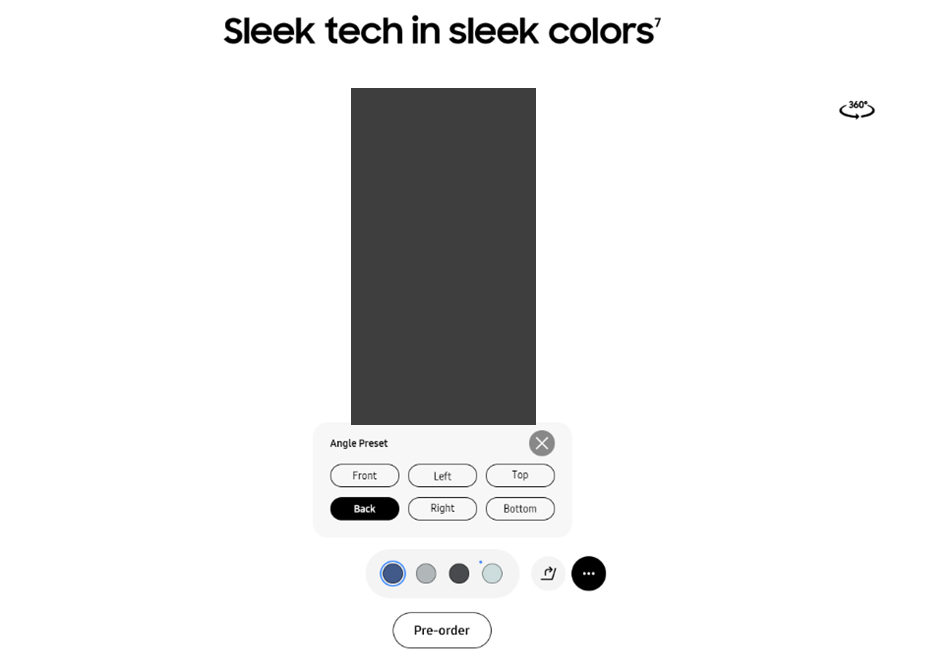 Sleek tech in sleek colors⁷
360°
Angle Preset
Front Left Top
Back Right Bottom
Pre-order